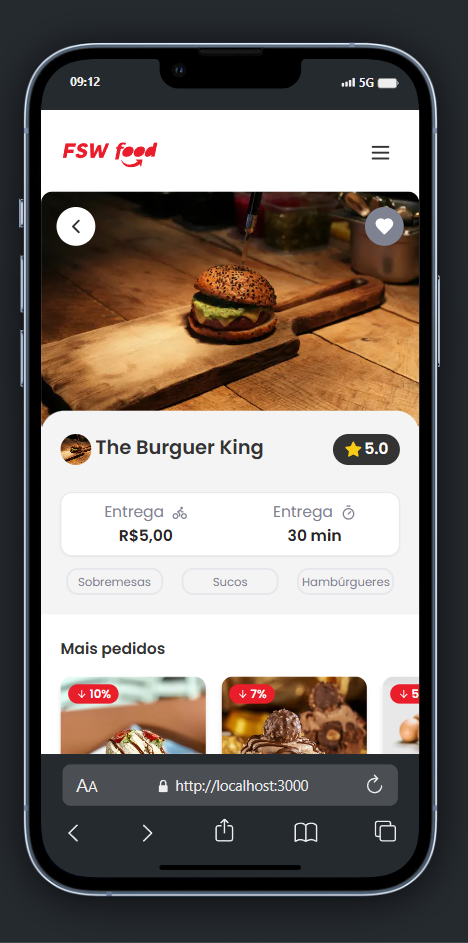 09:12
5G
FSW food
The Burguer King
5.0
Entrega Entrega
R$5,00 30 min
Sobremesas Sucos Hambúrgueres
Mais pedidos
10% 7% 5
AA http://localhost:3000